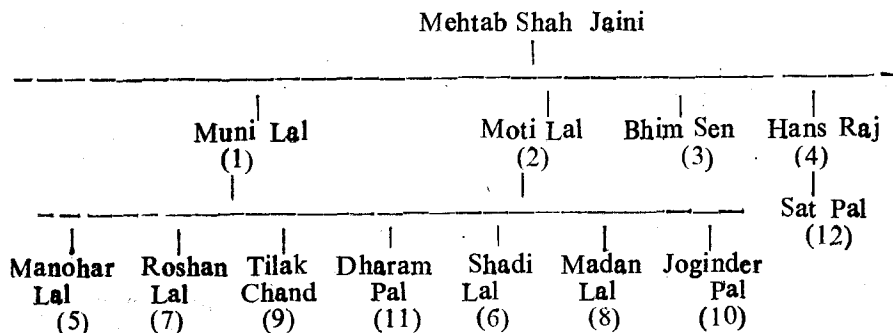 Mehtab Shah Jaini
Muni Lal Moti Lal Bhim Sen Hans Raj
(1) (2) (3) (4)
Sat Pal
(12)
Manohar Roshan Tilak Dharam Shadi Madan Joginder
Lal Lal Chand Pal Lal Lal Pal
(5) (7) (9) (11) (6) (8) (10)